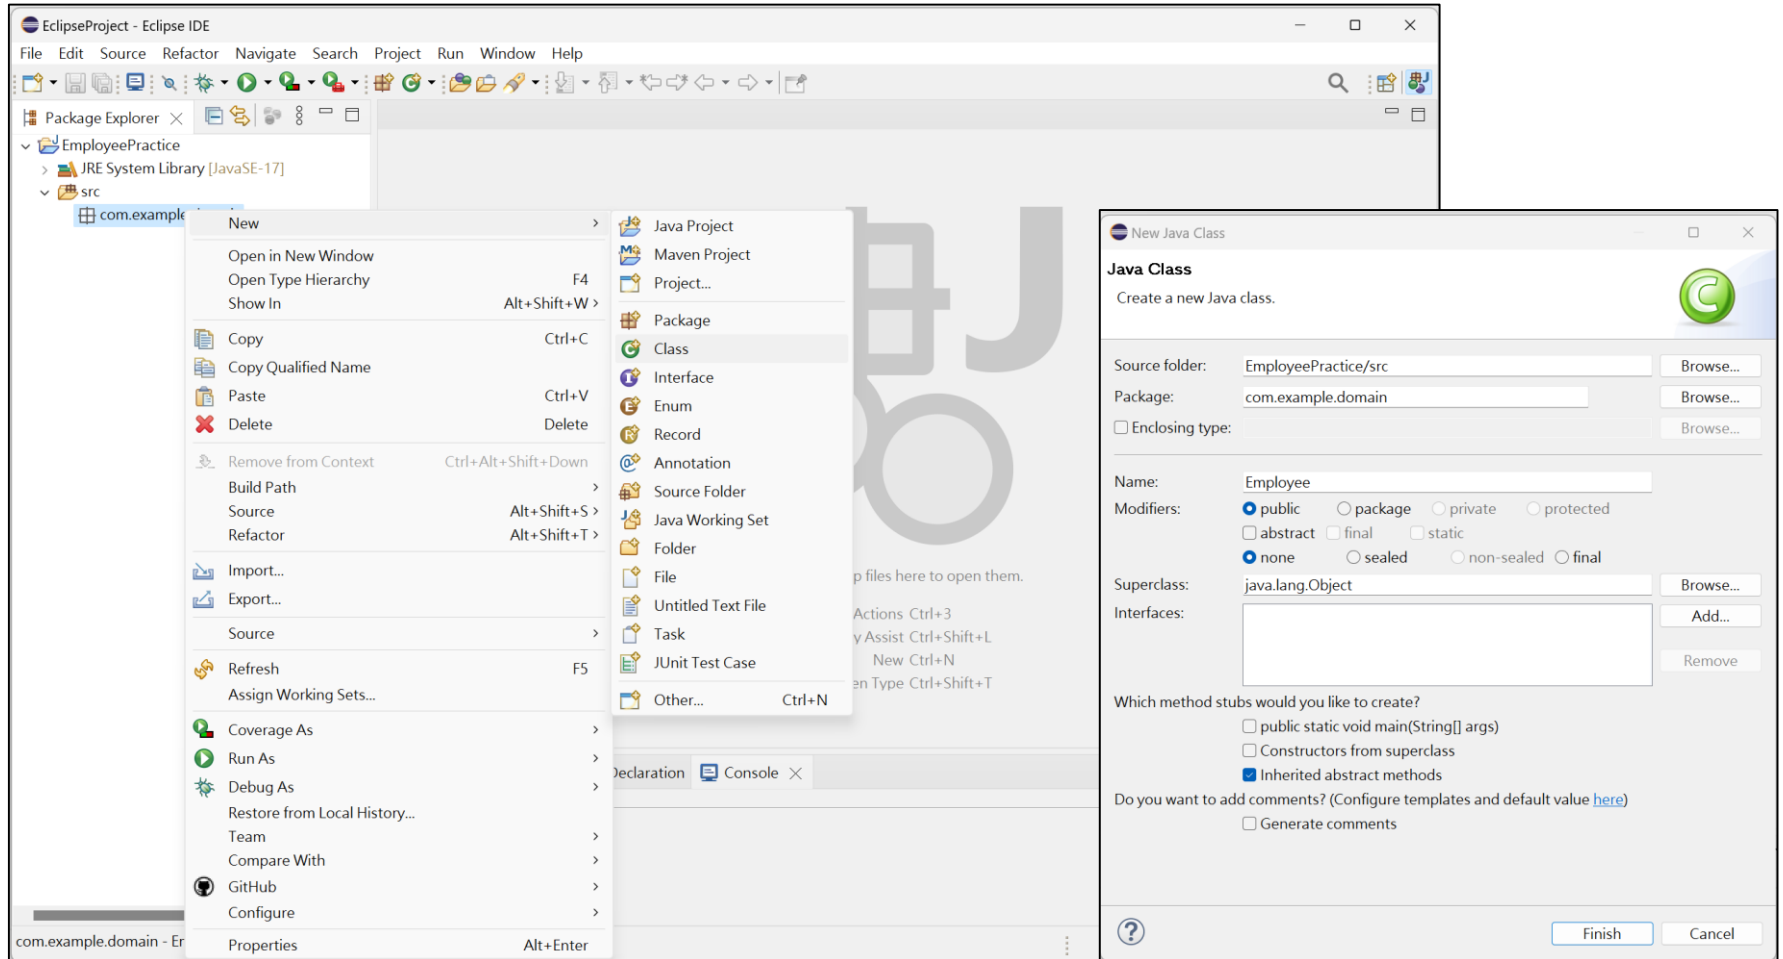 EclipseProject - Eclipse IDE
File Edit Source Refactor Navigate Search Project Run Window Help
Package Explorer
EmployeePractice
JRE System Library [JavaSE-17]
src
com.example
New
Open in New Window
Open Type Hierarchy F4
Show In Alt+Shift+W
Copy Ctrl+C
Copy Qualified Name
Paste Ctrl+V
Delete Delete
Remove from Context Ctrl+Alt+Shift+Down
Build Path
Source Alt+Shift+S
Refactor Alt+Shift+T
Import...
Export...
Source
Refresh F5
Assign Working Sets...
Coverage As
Run As
Debug As
Restore from Local History...
Team
Compare With
GitHub
Configure
Properties Alt+Enter
Java Project
Maven Project
Project...
Package
Class
Interface
Enum
Record
Annotation
Source Folder
Java Working Set
Folder
File
Untitled Text File
Task
JUnit Test Case
Other... Ctrl+N
p files here to open them.
Actions Ctrl+3
y Assist Ctrl+Shift+L
New Ctrl+N
en Type Ctrl+Shift+T
Declaration Console
com.example.domain - Er
New Java Class
Java Class
Create a new Java class.
Source folder: EmployeePractice/src Browse...
Package: com.example.domain Browse...
Enclosing type: Browse...
Name: Employee
Modifiers: public package private protected
abstract final static
none sealed non-sealed final
Superclass: java.lang.Object Browse...
Interfaces: Add...
Remove
Which method stubs would you like to create?
public static void main(String[] args)
Constructors from superclass
Inherited abstract methods
Do you want to add comments? (Configure templates and default value here)
Generate comments
Finish Cancel